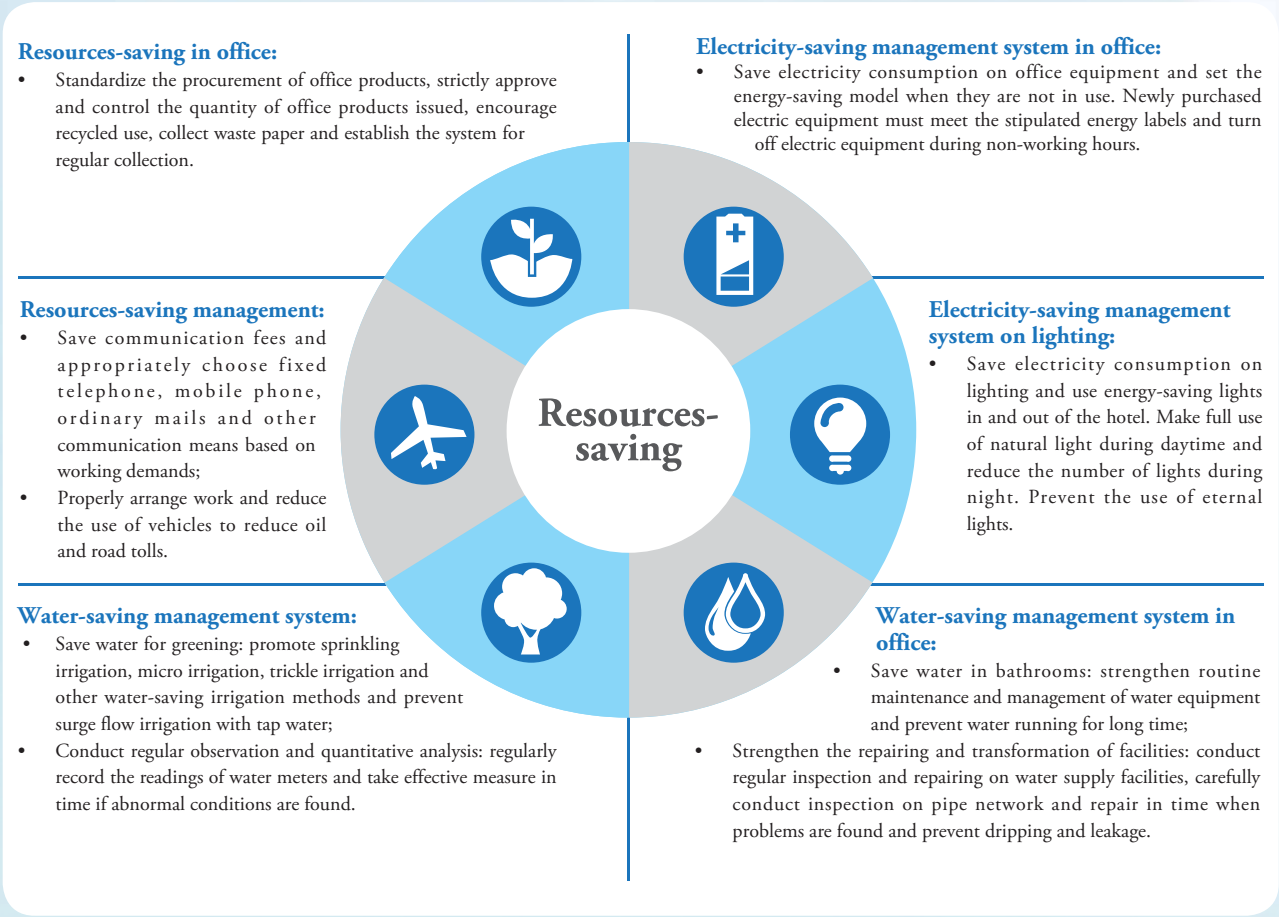 Resources-saving in office:
• Standardize the procurement of office products, strictly approve
and control the quantity of office products issued, encourage
recycled use, collect waste paper and establish the system for
regular collection.
Electricity-saving management system in office:
• Save electricity consumption on office equipment and set the
energy-saving model when they are not in use. Newly purchased
electric equipment must meet the stipulated energy labels and turn
off electric equipment during non-working hours.
Resources-saving management:
• Save communication fees and
appropriately choose fixed
telephone, mobile phone,
ordinary mails and other
communication means based on
working demands;
• Properly arrange work and reduce
the use of vehicles to reduce oil
and road tolls.
Resources-
saving
Electricity-saving management
system on lighting:
• Save electricity consumption on
lighting and use energy-saving lights
in and out of the hotel. Make full use
of natural light during daytime and
reduce the number of lights during
night. Prevent the use of eternal
lights.
Water-saving management system:
• Save water for greening: promote sprinkling
irrigation, micro irrigation, trickle irrigation and
other water-saving irrigation methods and prevent
surge flow irrigation with tap water;
• Conduct regular observation and quantitative analysis: regularly
record the readings of water meters and take effective measure in
time if abnormal conditions are found.
Water-saving management system in
office:
• Save water in bathrooms: strengthen routine
maintenance and management of water equipment
and prevent water running for long time;
• Strengthen the repairing and transformation of facilities: conduct
regular inspection and repairing on water supply facilities, carefully
conduct inspection on pipe network and repair in time when
problems are found and prevent dripping and leakage.